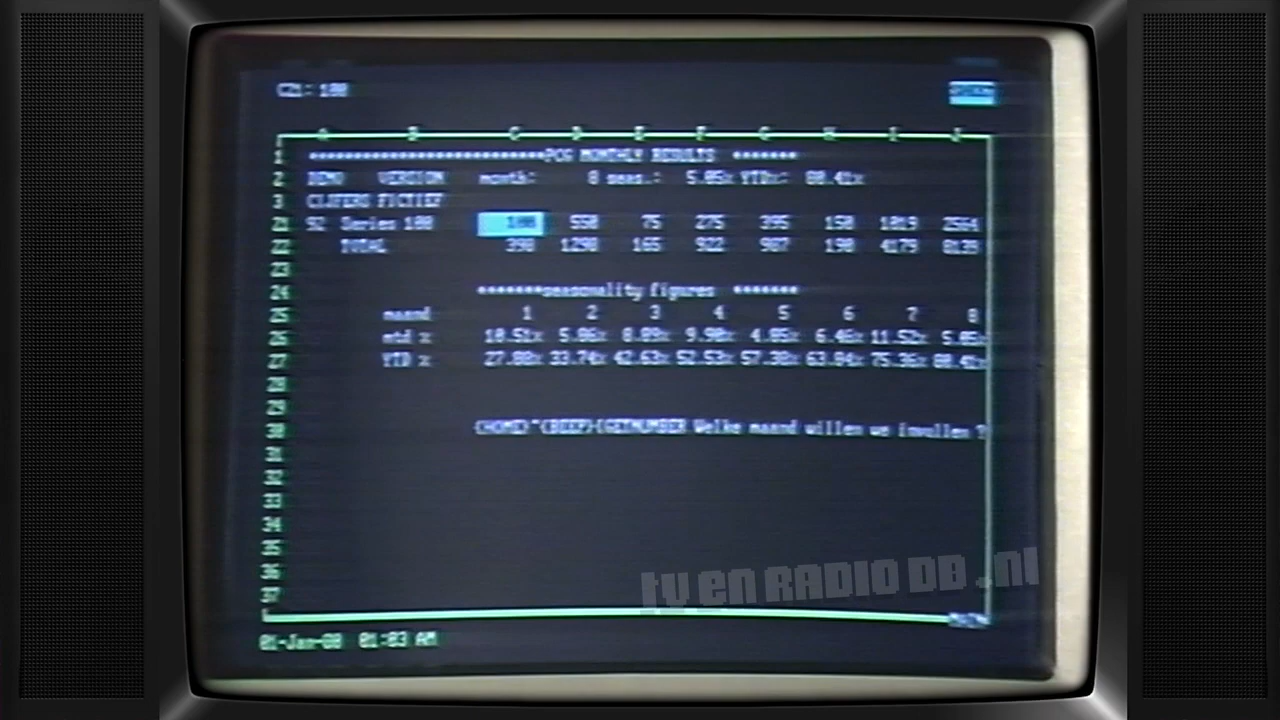 C21: 100
A B C D E F G H I J
1 ************************PCG MONTHLY RESULTS *******
2 DEMO VERSION month: 8 seas.: 5.05% YTD%: 80.41%
3 CIJFERS FICTIEF
21 S2 Series 100 100 550 75 275 395 150 1019 2564
22 TOTAL 390 1290 165 922 907 190 4179 8139
23
24 *******seasonality figures *******
25 maand 1 2 3 4 5 6 7 8
26 mtd % 10.51% 5.86% 8.89% 9.90% 4.85% 6.46% 11.52% 5.05%
27 YTD % 27.88% 33.74% 42.63% 52.53% 57.38% 63.84% 75.36% 80.41%
28
29
30 {HOME}~{BEEP}{GETNUMBER Welke maand willen we invullen ?
31
32
33
34
35
36
37
01-Jan-80 01:03 AM
MAIN
tv en RADIO DB .nl